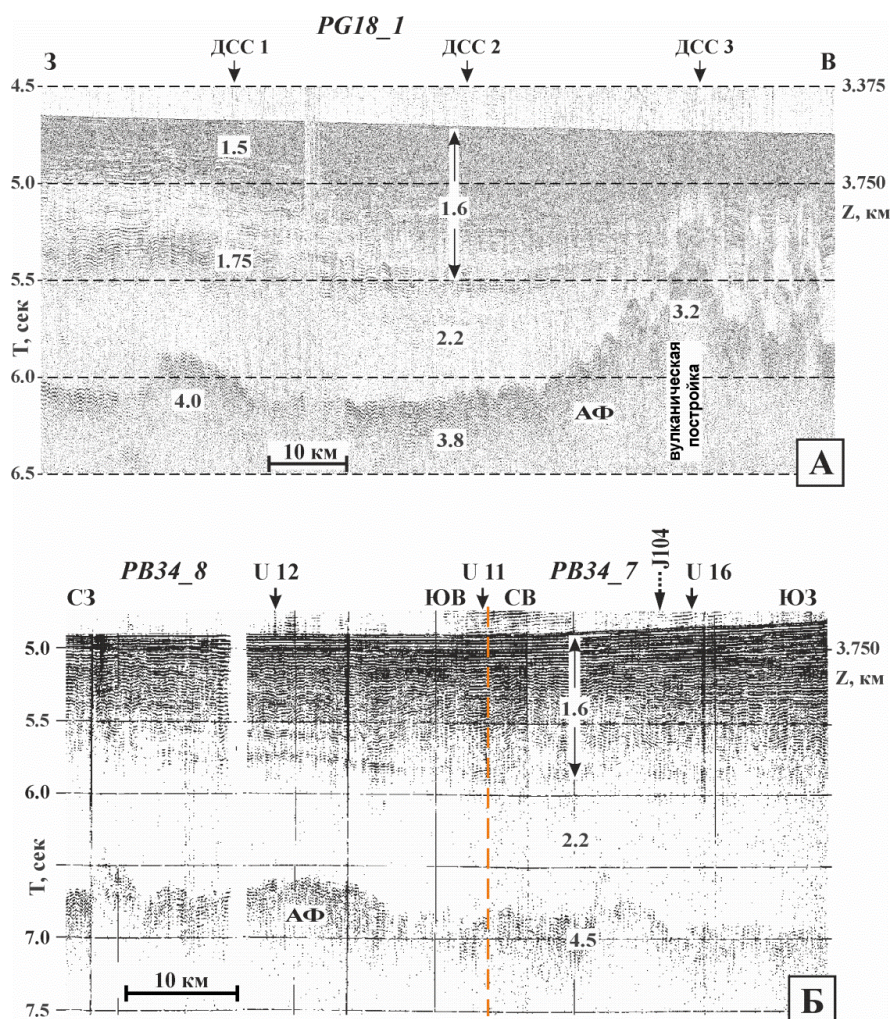 PG18_1
З ДСС 1 ДСС 2 ДСС 3 В
4.5 3.375
1.5
5.0 3.750
1.6 Z, км
1.75
5.5
2.2 3.2
Т, сек
6.0
4.0 АФ
3.8
вулканическая
постройка
10 км
6.5 А
J104
PB34_8 U 12 U 11 PB34_7 U 16
СЗ ЮВ СВ ЮЗ
5.0 3.750
Z, км
5.5 1.6
6.0
2.2
Т, сек
АФ
7.0 4.5
10 км
7.5 Б